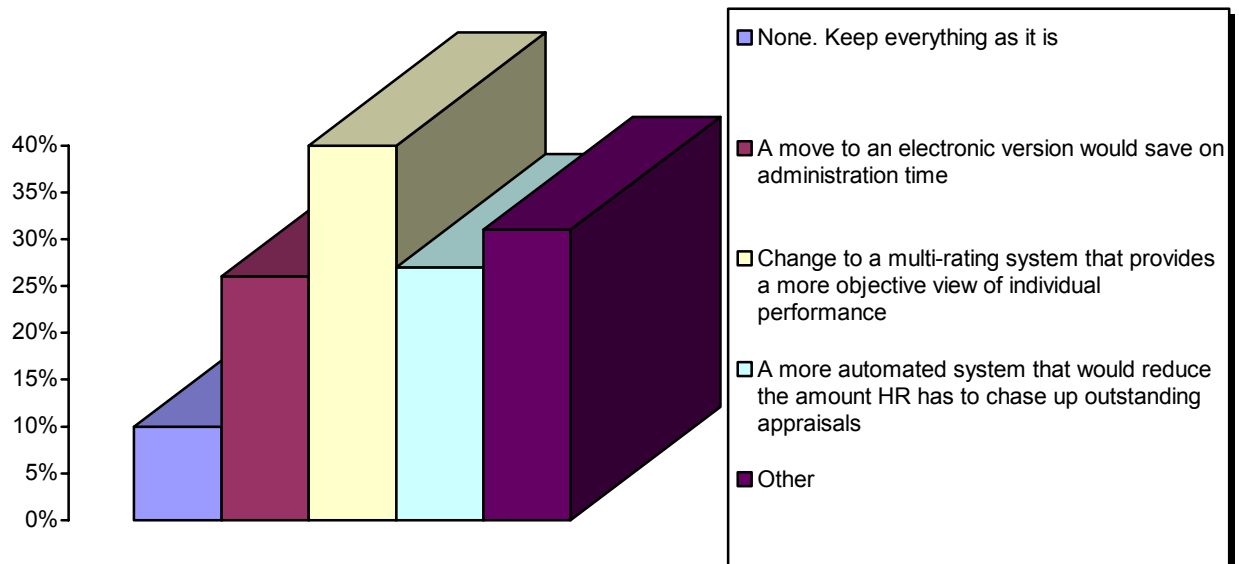 40%
35%
30%
25%
20%
15%
10%
5%
0%
None. Keep everything as it is
A move to an electronic version would save on
administration time
Change to a multi-rating system that provides
a more objective view of individual
performance
A more automated system that would reduce
the amount HR has to chase up outstanding
appraisals
Other